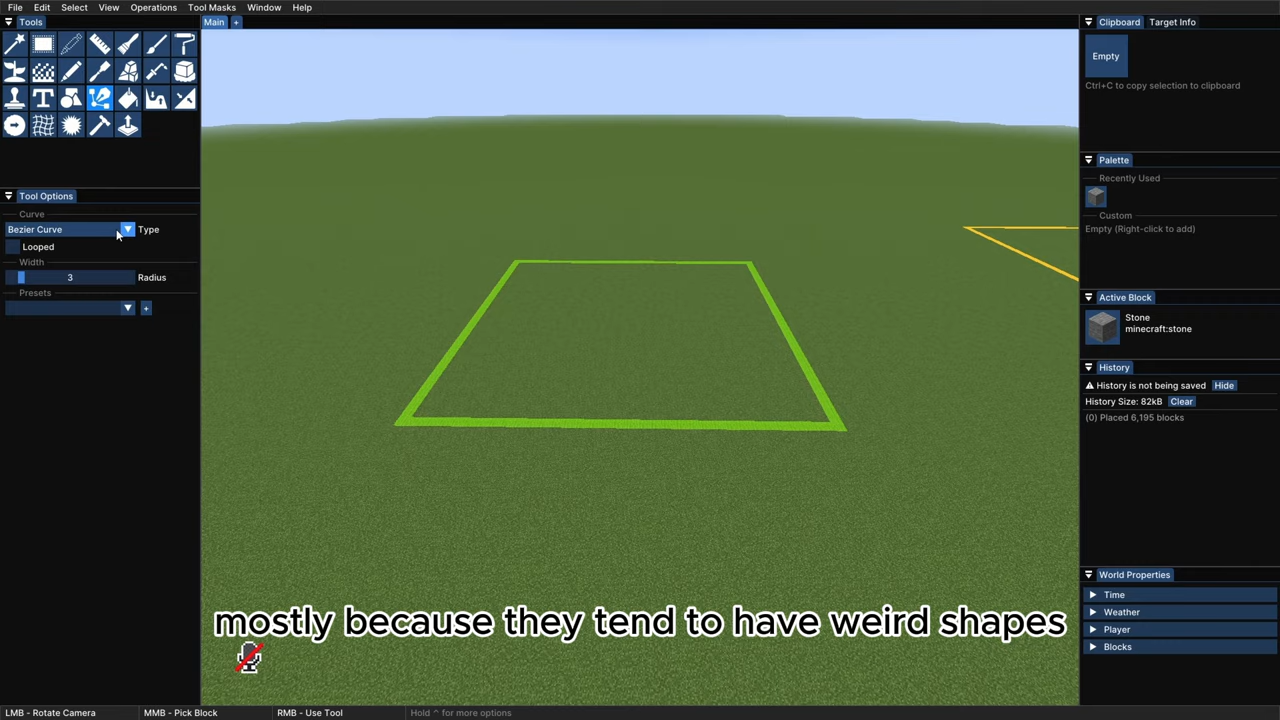 File Edit Select View Operations Tool Masks Window Help
Tools
Main +
Clipboard Target Info
Empty
Ctrl+C to copy selection to clipboard
Palette
Recently Used
Custom
Empty (Right-click to add)
Tool Options
Curve
Bezier Curve Type
Looped
Width
3 Radius
Presets
+
Active Block
Stone
minecraft:stone
History
History is not being saved Hide
History Size: 82kB Clear
(0) Placed 6,195 blocks
World Properties
Time
Weather
Player
Blocks
mostly because they tend to have weird shapes
LMB - Rotate Camera MMB - Pick Block RMB - Use Tool Hold ^ for more options